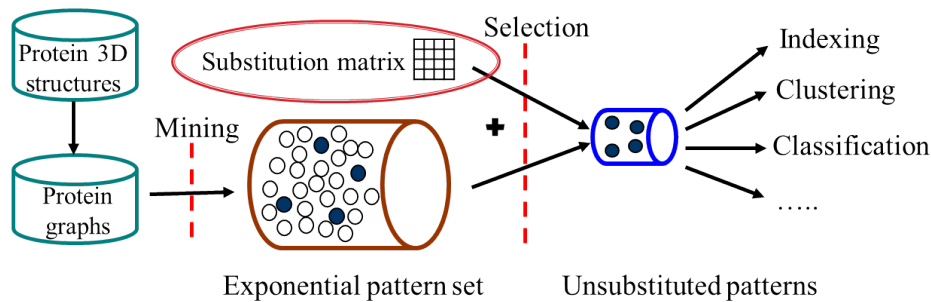 Protein 3D
structures
Substitution matrix
Selection
Indexing
Clustering
Classification
.....
Mining
Protein
graphs
+
Exponential pattern set
Unsubstituted patterns